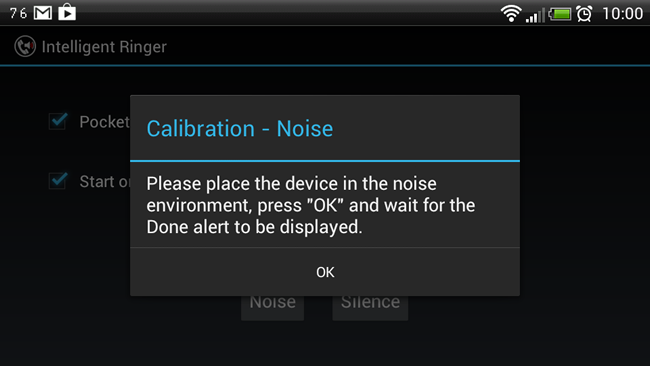 76 10:00
Intelligent Ringer
Pocket
Calibration - Noise
Start on
Please place the device in the noise
environment, press "OK" and wait for the
Done alert to be displayed.
OK
Noise Silence